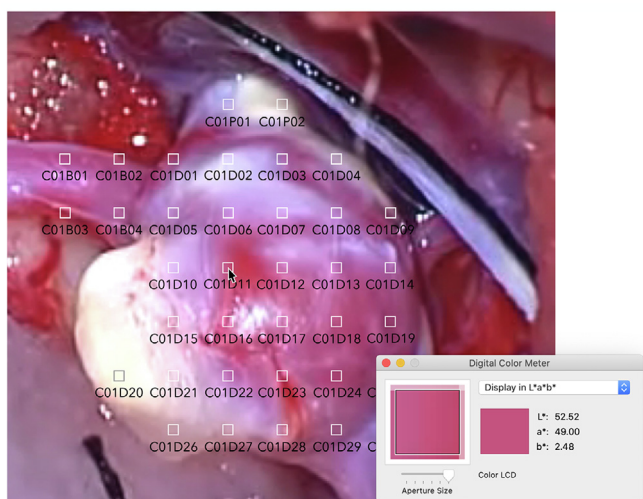 C01P01 C01P02
C01B01 C01B02 C01D01 C01D02 C01D03 C01D04
C01B03 C01B04 C01D05 C01D06 C01D07 C01D08 C01D09
C01D10 C01D11 C01D12 C01D13 C01D14
C01D15 C01D16 C01D17 C01D18 C01D19
C01D20 C01D21 C01D22 C01D23 C01D24 C
C01D26 C01D27 C01D28 C01D29 C
Digital Color Meter
Display in L*a*b*
L*: 52.52
a*: 49.00
b*: 2.48
Aperture Size
Color LCD